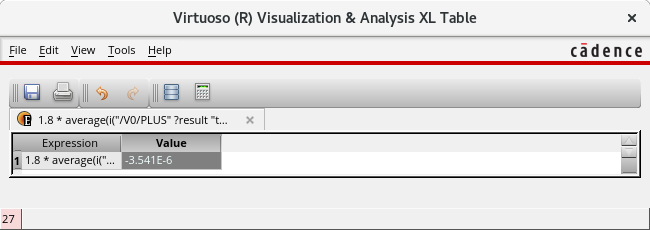 Virtuoso (R) Visualization & Analysis XL Table
File Edit View Tools Help
cādence
1.8 * average(i("/V0/PLUS" ?result "t...
Expression Value
1 1.8 * average(i("... -3.541E-6
27